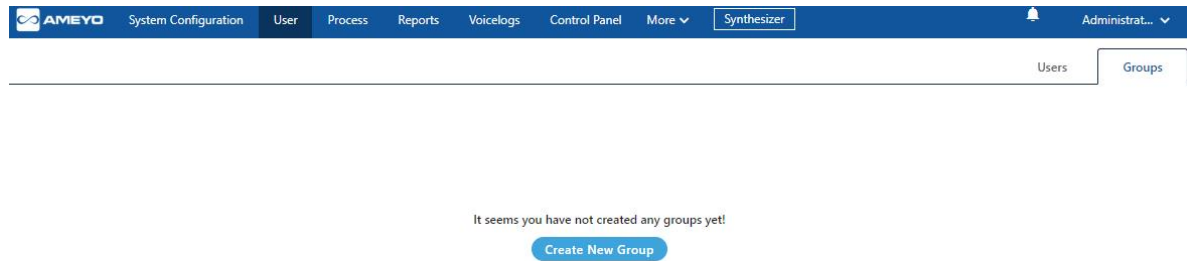 AMEYO System Configuration User Process Reports Voicelogs Control Panel More Synthesizer Administrat...
Users Groups
It seems you have not created any groups yet!
Create New Group